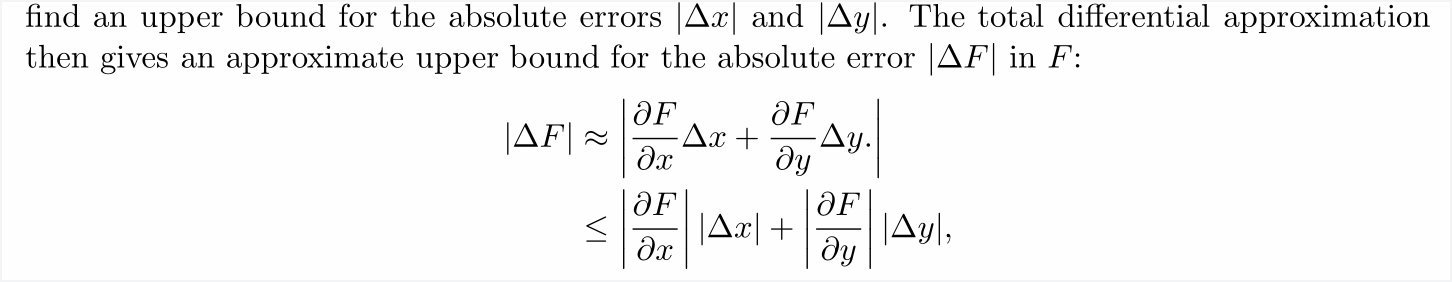 find an upper bound for the absolute errors |Δx| and |Δy|. The total differential approximation
then gives an approximate upper bound for the absolute error |ΔF| in F:
|ΔF| ≈ |∂F/∂x Δx + ∂F/∂y Δy.|
≤ |∂F/∂x| |Δx| + |∂F/∂y| |Δy|,